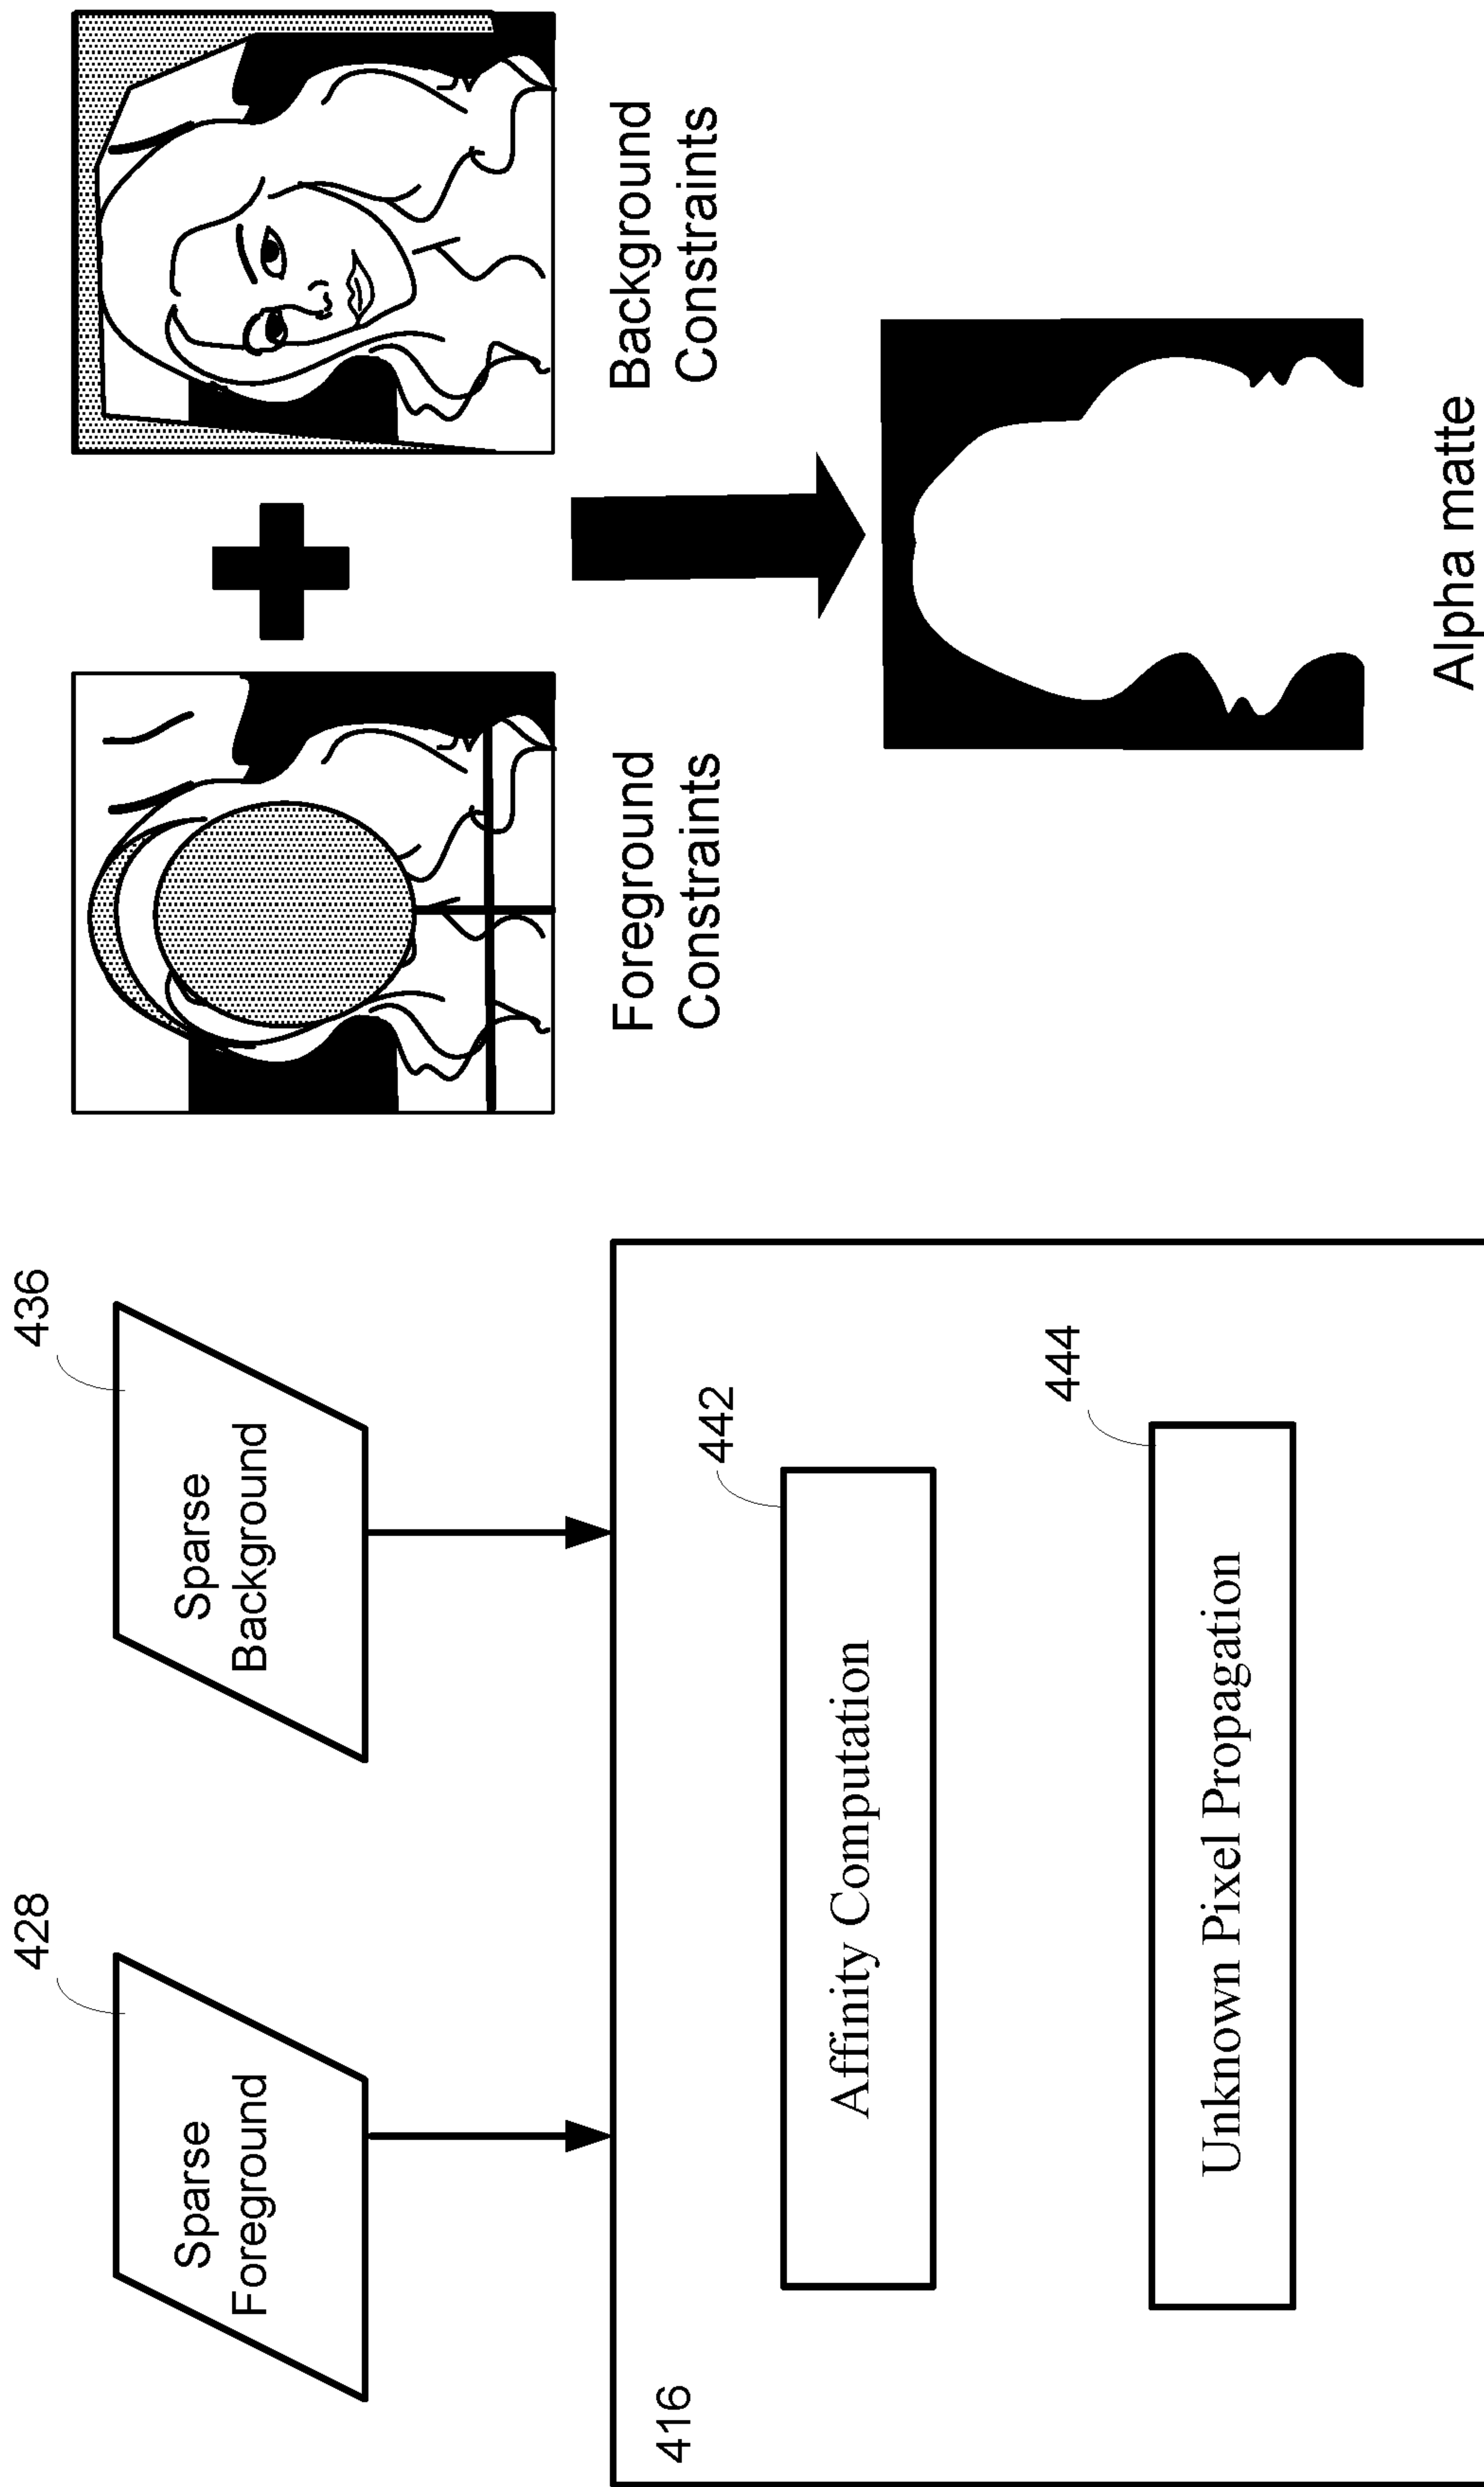 428
436
Sparse
Foreground
Sparse
Background
416
442
Affinity Computation
444
Unknown Pixel Propagation
Foreground
Constraints
Background
Constraints
Alpha matte